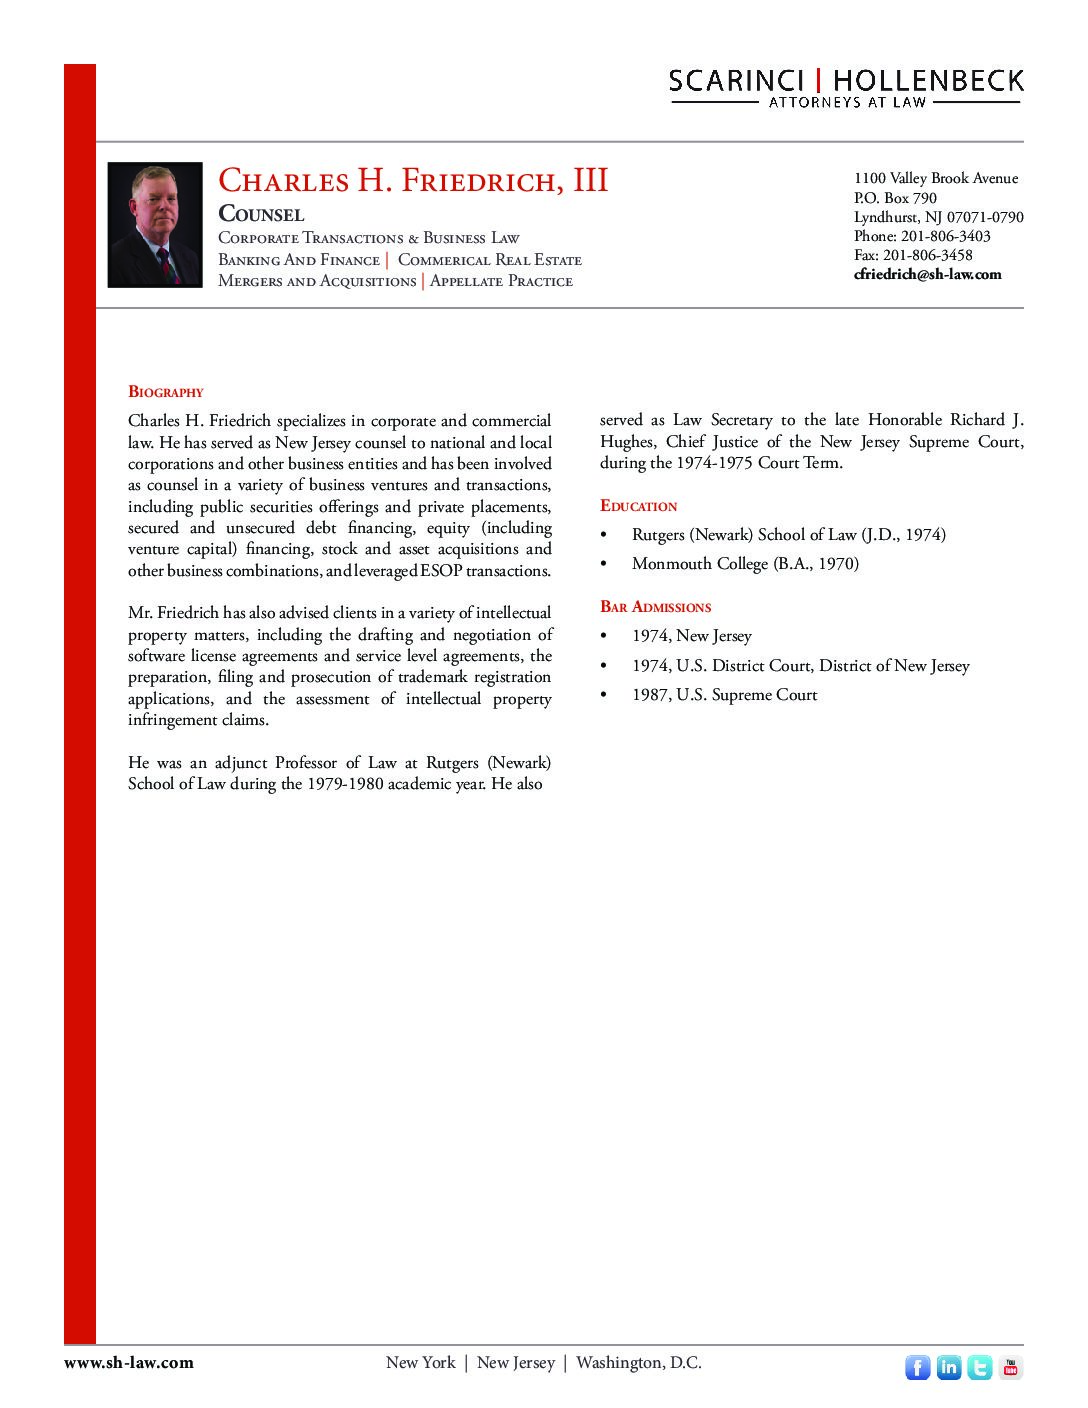 SCARINCI | HOLLENBECK
ATTORNEYS AT LAW
Charles H. Friedrich, III
Counsel
Corporate Transactions & Business Law
Banking And Finance | Commerical Real Estate
Mergers and Acquisitions | Appellate Practice
1100 Valley Brook Avenue
P.O. Box 790
Lyndhurst, NJ 07071-0790
Phone: 201-806-3403
Fax: 201-806-3458
cfriedrich@sh-law.com
Biography
Charles H. Friedrich specializes in corporate and commercial
law. He has served as New Jersey counsel to national and local
corporations and other business entities and has been involved
as counsel in a variety of business ventures and transactions,
including public securities offerings and private placements,
secured and unsecured debt financing, equity (including
venture capital) financing, stock and asset acquisitions and
other business combinations, and leveraged ESOP transactions.
Mr. Friedrich has also advised clients in a variety of intellectual
property matters, including the drafting and negotiation of
software license agreements and service level agreements, the
preparation, filing and prosecution of trademark registration
applications, and the assessment of intellectual property
infringement claims.
He was an adjunct Professor of Law at Rutgers (Newark)
School of Law during the 1979-1980 academic year. He also
served as Law Secretary to the late Honorable Richard J.
Hughes, Chief Justice of the New Jersey Supreme Court,
during the 1974-1975 Court Term.
Education
• Rutgers (Newark) School of Law (J.D., 1974)
• Monmouth College (B.A., 1970)
Bar Admissions
• 1974, New Jersey
• 1974, U.S. District Court, District of New Jersey
• 1987, U.S. Supreme Court
www.sh-law.com
New York | New Jersey | Washington, D.C.
f in t You Tube